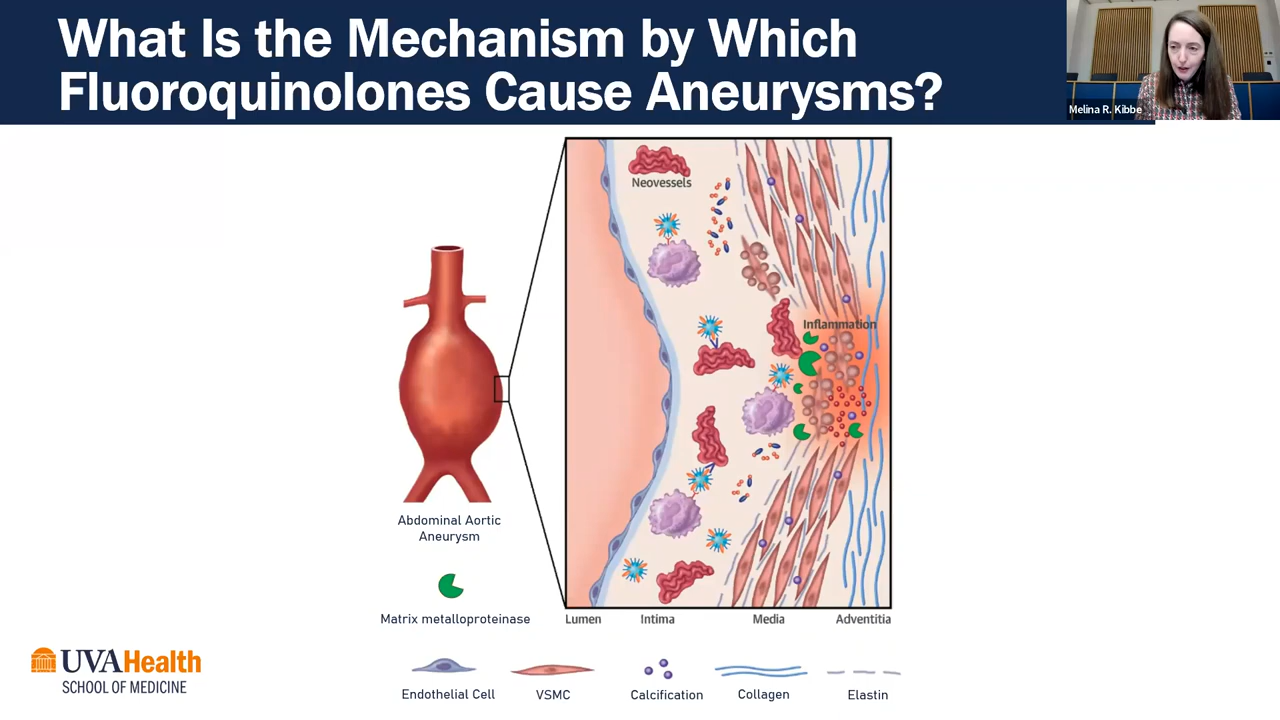 What Is the Mechanism by Which
Fluoroquinolones Cause Aneurysms?
Melina R. Kibbe
Neovessels
Inflammation
Abdominal Aortic
Aneurysm
Matrix metalloproteinase
Lumen
Intima
Media
Adventitia
UVAHealth
SCHOOL OF MEDICINE
Endothelial Cell
VSMC
Calcification
Collagen
Elastin